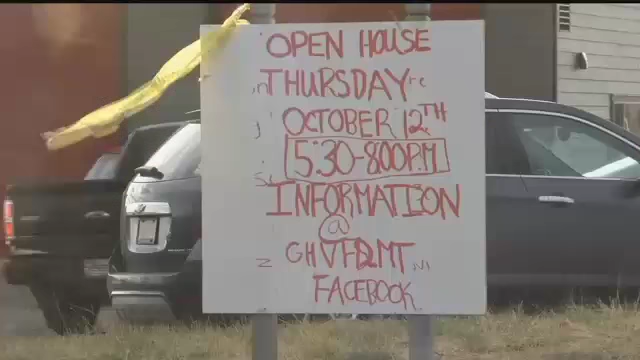 OPEN HOUSE
THURSDAY
OCTOBER 12TH
5:30-8:00P.M
INFORMATION
@
GHVFDMT
FACEBOOK